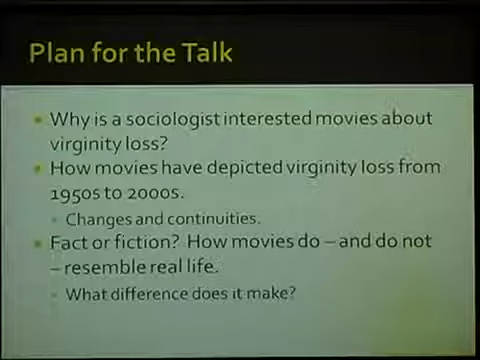 Plan for the Talk
Why is a sociologist interested movies about
virginity loss?
How movies have depicted virginity loss from
1950s to 2000s.
Changes and continuities.
Fact or fiction? How movies do – and do not
– resemble real life.
What difference does it make?